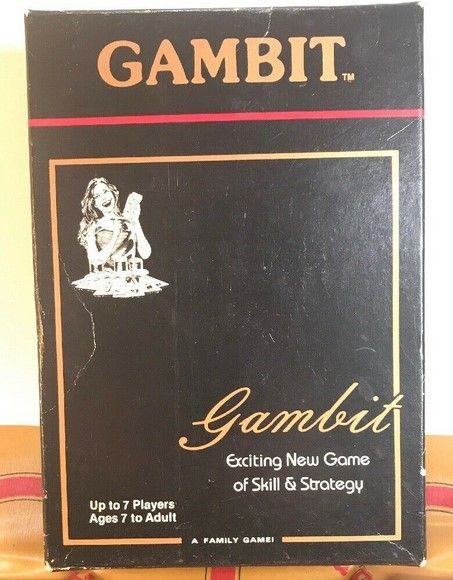 GAMBIT™
Gambit
Exciting New Game
of Skill & Strategy
Up to 7 Players
Ages 7 to Adult
A FAMILY GAME!